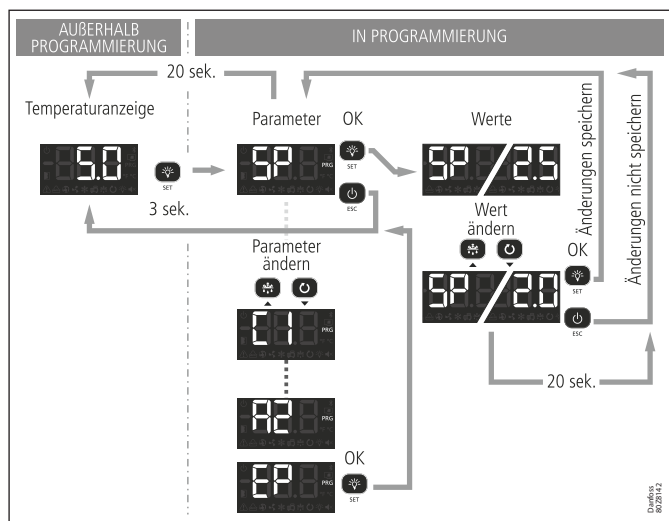 AUßERHALB
PROGRAMMIERUNG
IN PROGRAMMIERUNG
20 sek.
Temperaturanzeige
Parameter
OK
Werte
5.0
SET
SP
PRG
SET
SP / 2.5
ESC
3 sek.
Wert
ändern
Parameter
ändern
OK
SP / 2.0
SET
ESC
Änderungen speichern
Änderungen nicht speichern
C1
PRG
20 sek.
A2
PRG
OK
EP
PRG
SET
Danfoss
80Z8142